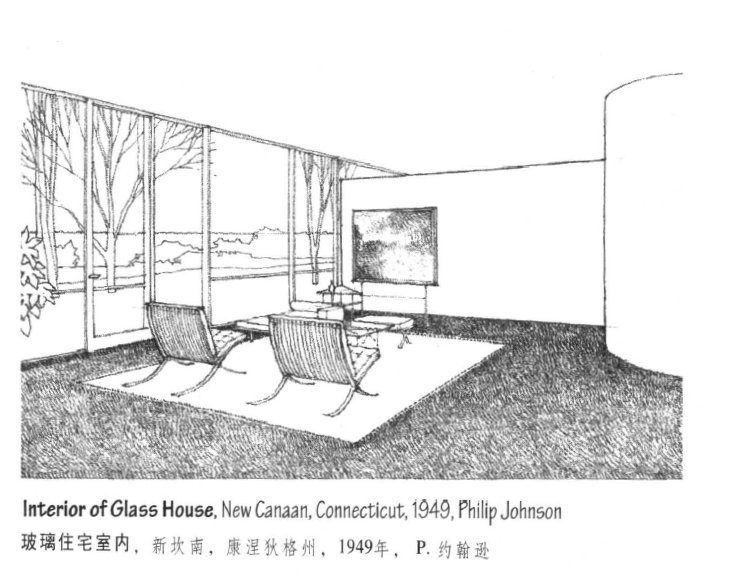 Interior of Glass House, New Canaan, Connecticut, 1949, Philip Johnson
玻璃住宅室内，新坎南，康涅狄格州，1949年，P. 约翰逊